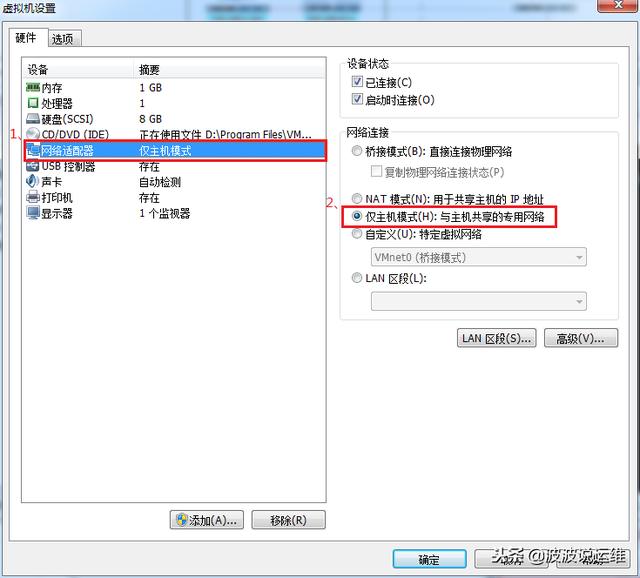 虚拟机设置
硬件 选项
设备 摘要
内存 1 GB
处理器 1
硬盘(SCSI) 8 GB
1、 CD/DVD (IDE) 正在使用文件 D:\Program Files\VM...
网络适配器 仅主机模式
USB 控制器 存在
声卡 自动检测
打印机 存在
显示器 1 个监视器
添加(A)... 移除(R)
设备状态
已连接(C)
启动时连接(O)
网络连接
桥接模式(B): 直接连接物理网络
复制物理网络连接状态(P)
NAT 模式(N): 用于共享主机的 IP 地址
2、 仅主机模式(H): 与主机共享的专用网络
自定义(U): 特定虚拟网络
VMnet0 (桥接模式)
LAN 区段(L):
LAN 区段(S)... 高级(V)...
确定
头条 @波波说运维